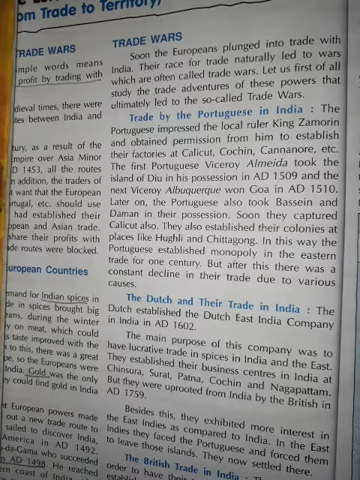 om Trade to Territory)
TRADE WARS
imple words means
profit by trading with
dieval times, there were
tes between India and
tury, as a result of the
mpire over Asia Minor
D 1453, all the routes
n addition, the traders of
t want that the European
rtugal, etc. should use
had established their
opean and Asian trade.
share their profits with
ade routes were blocked.
uropean Countries
mand for Indian spices in
de in spices brought big
eans, during the winter
ly on meat, which could
ts taste improved with the
s to this, there was a great
pe, so the Europeans were
India. Gold was the only
y could find gold in India
t European powers made
out a new trade route to
sailed to discover India,
America in AD 1492.
-da-Gama who succeeded
n AD 1498. He reached
ern coast of India
TRADE WARS
Soon the Europeans plunged into trade with
India. Their race for trade naturally led to wars
which are often called trade wars. Let us first of all
study the trade adventures of these powers that
ultimately led to the so-called Trade Wars.
Trade by the Portuguese in India : The
Portuguese impressed the local ruler King Zamorin
and obtained permission from him to establish
their factories at Calicut, Cochin, Cannanore, etc.
The first Portuguese Viceroy Almeida took the
Island of Diu in his possession in AD 1509 and the
next Viceroy Albuquerque won Goa in AD 1510.
Later on, the Portuguese also took Bassein and
Daman in their possession. Soon they captured
Calicut also. They also established their colonies at
places like Hughli and Chittagong. In this way the
Portuguese established monopoly in the eastern
trade for one century. But after this there was a
constant decline in their trade due to various
causes.
The Dutch and Their Trade in India : The
Dutch established the Dutch East India Company
in India in AD 1602.
The main purpose of this company was to
have lucrative trade in spices in India and the East.
They established their business centres in India at
Chinsura, Surat, Patna, Cochin and Nagapattam.
But they were uprooted from India by the British in
AD 1759.
Besides this, they exhibited more interest in
the East Indies as compared to India. In the East
Indies they faced the Portuguese and forced them
to leave those islands. They now settled there.
The British Trade in India :
order to have their